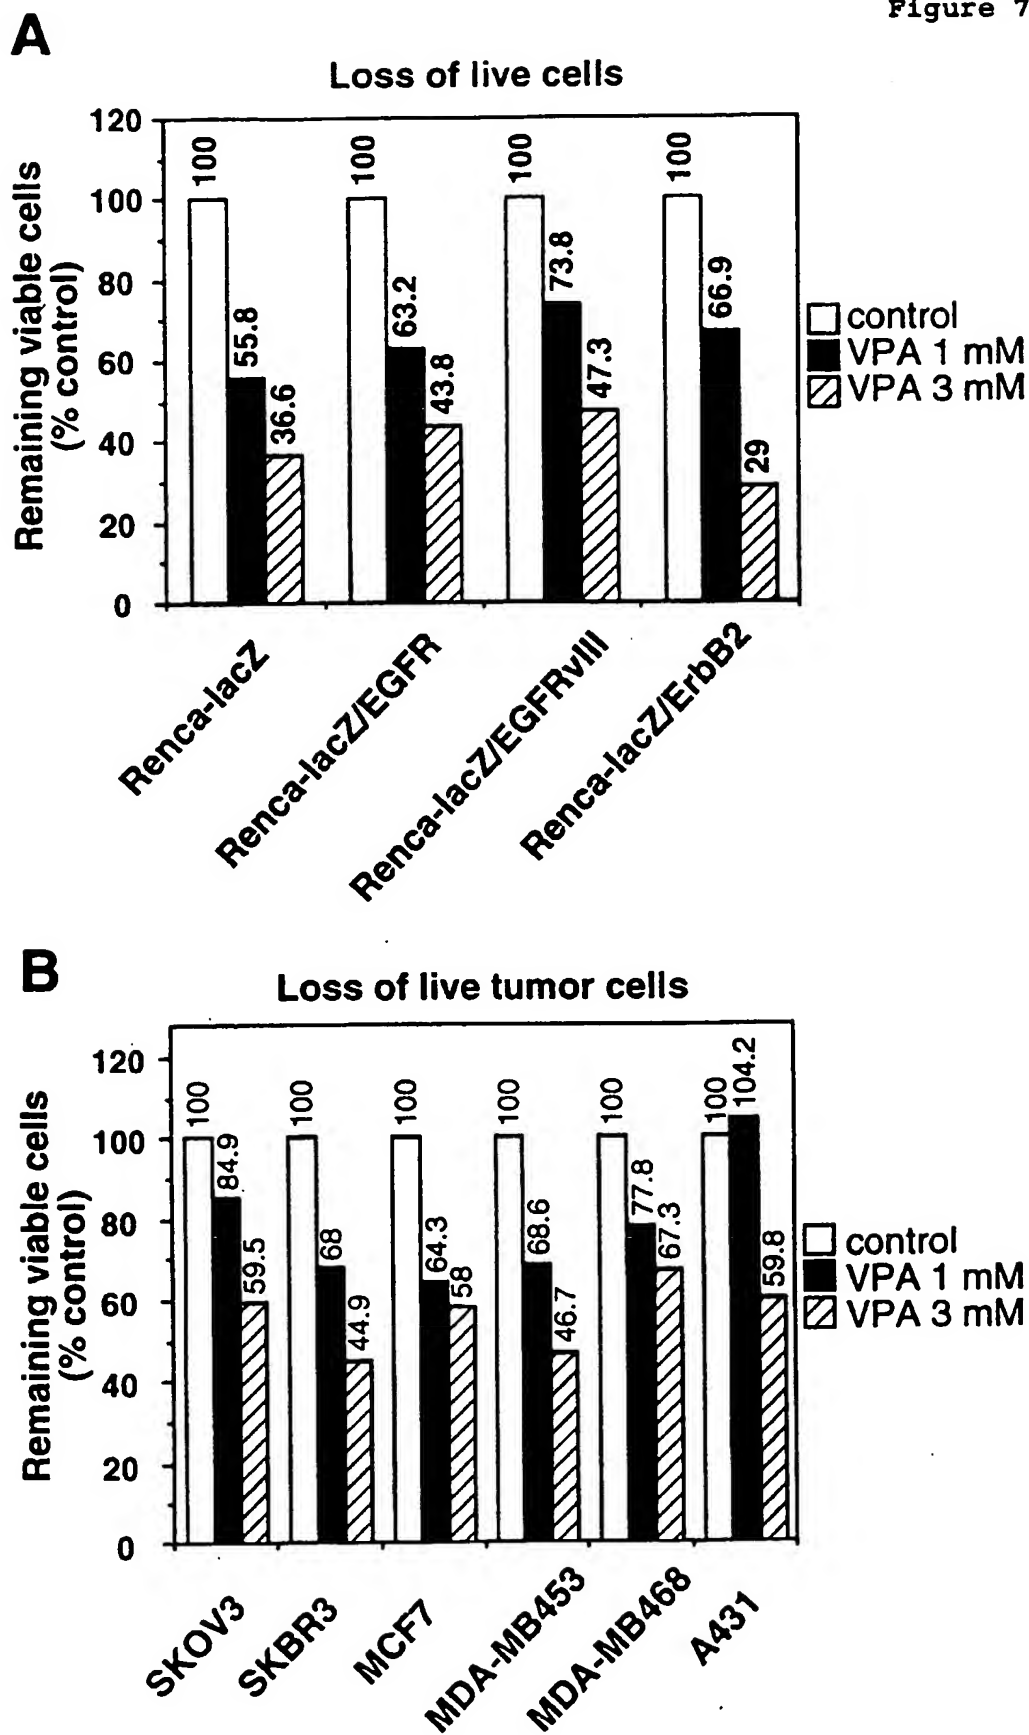 Figure 7
A
Loss of live cells
Remaining viable cells
(% control)
120
100
80
60
40
20
0
100
55.8
36.6
100
63.2
43.8
100
73.8
47.3
100
66.9
29
control
VPA 1 mM
VPA 3 mM
Renca-lacZ
Renca-lacZ/EGFR
Renca-lacZ/EGFRvIII
Renca-lacZ/ErbB2
B
Loss of live tumor cells
Remaining viable cells
(% control)
120
100
80
60
40
20
0
100
84.9
59.5
100
68
44.9
100
64.3
58
100
68.6
46.7
100
77.8
67.3
100
104.2
59.8
control
VPA 1 mM
VPA 3 mM
SKOV3
SKBR3
MCF7
MDA-MB453
MDA-MB468
A431